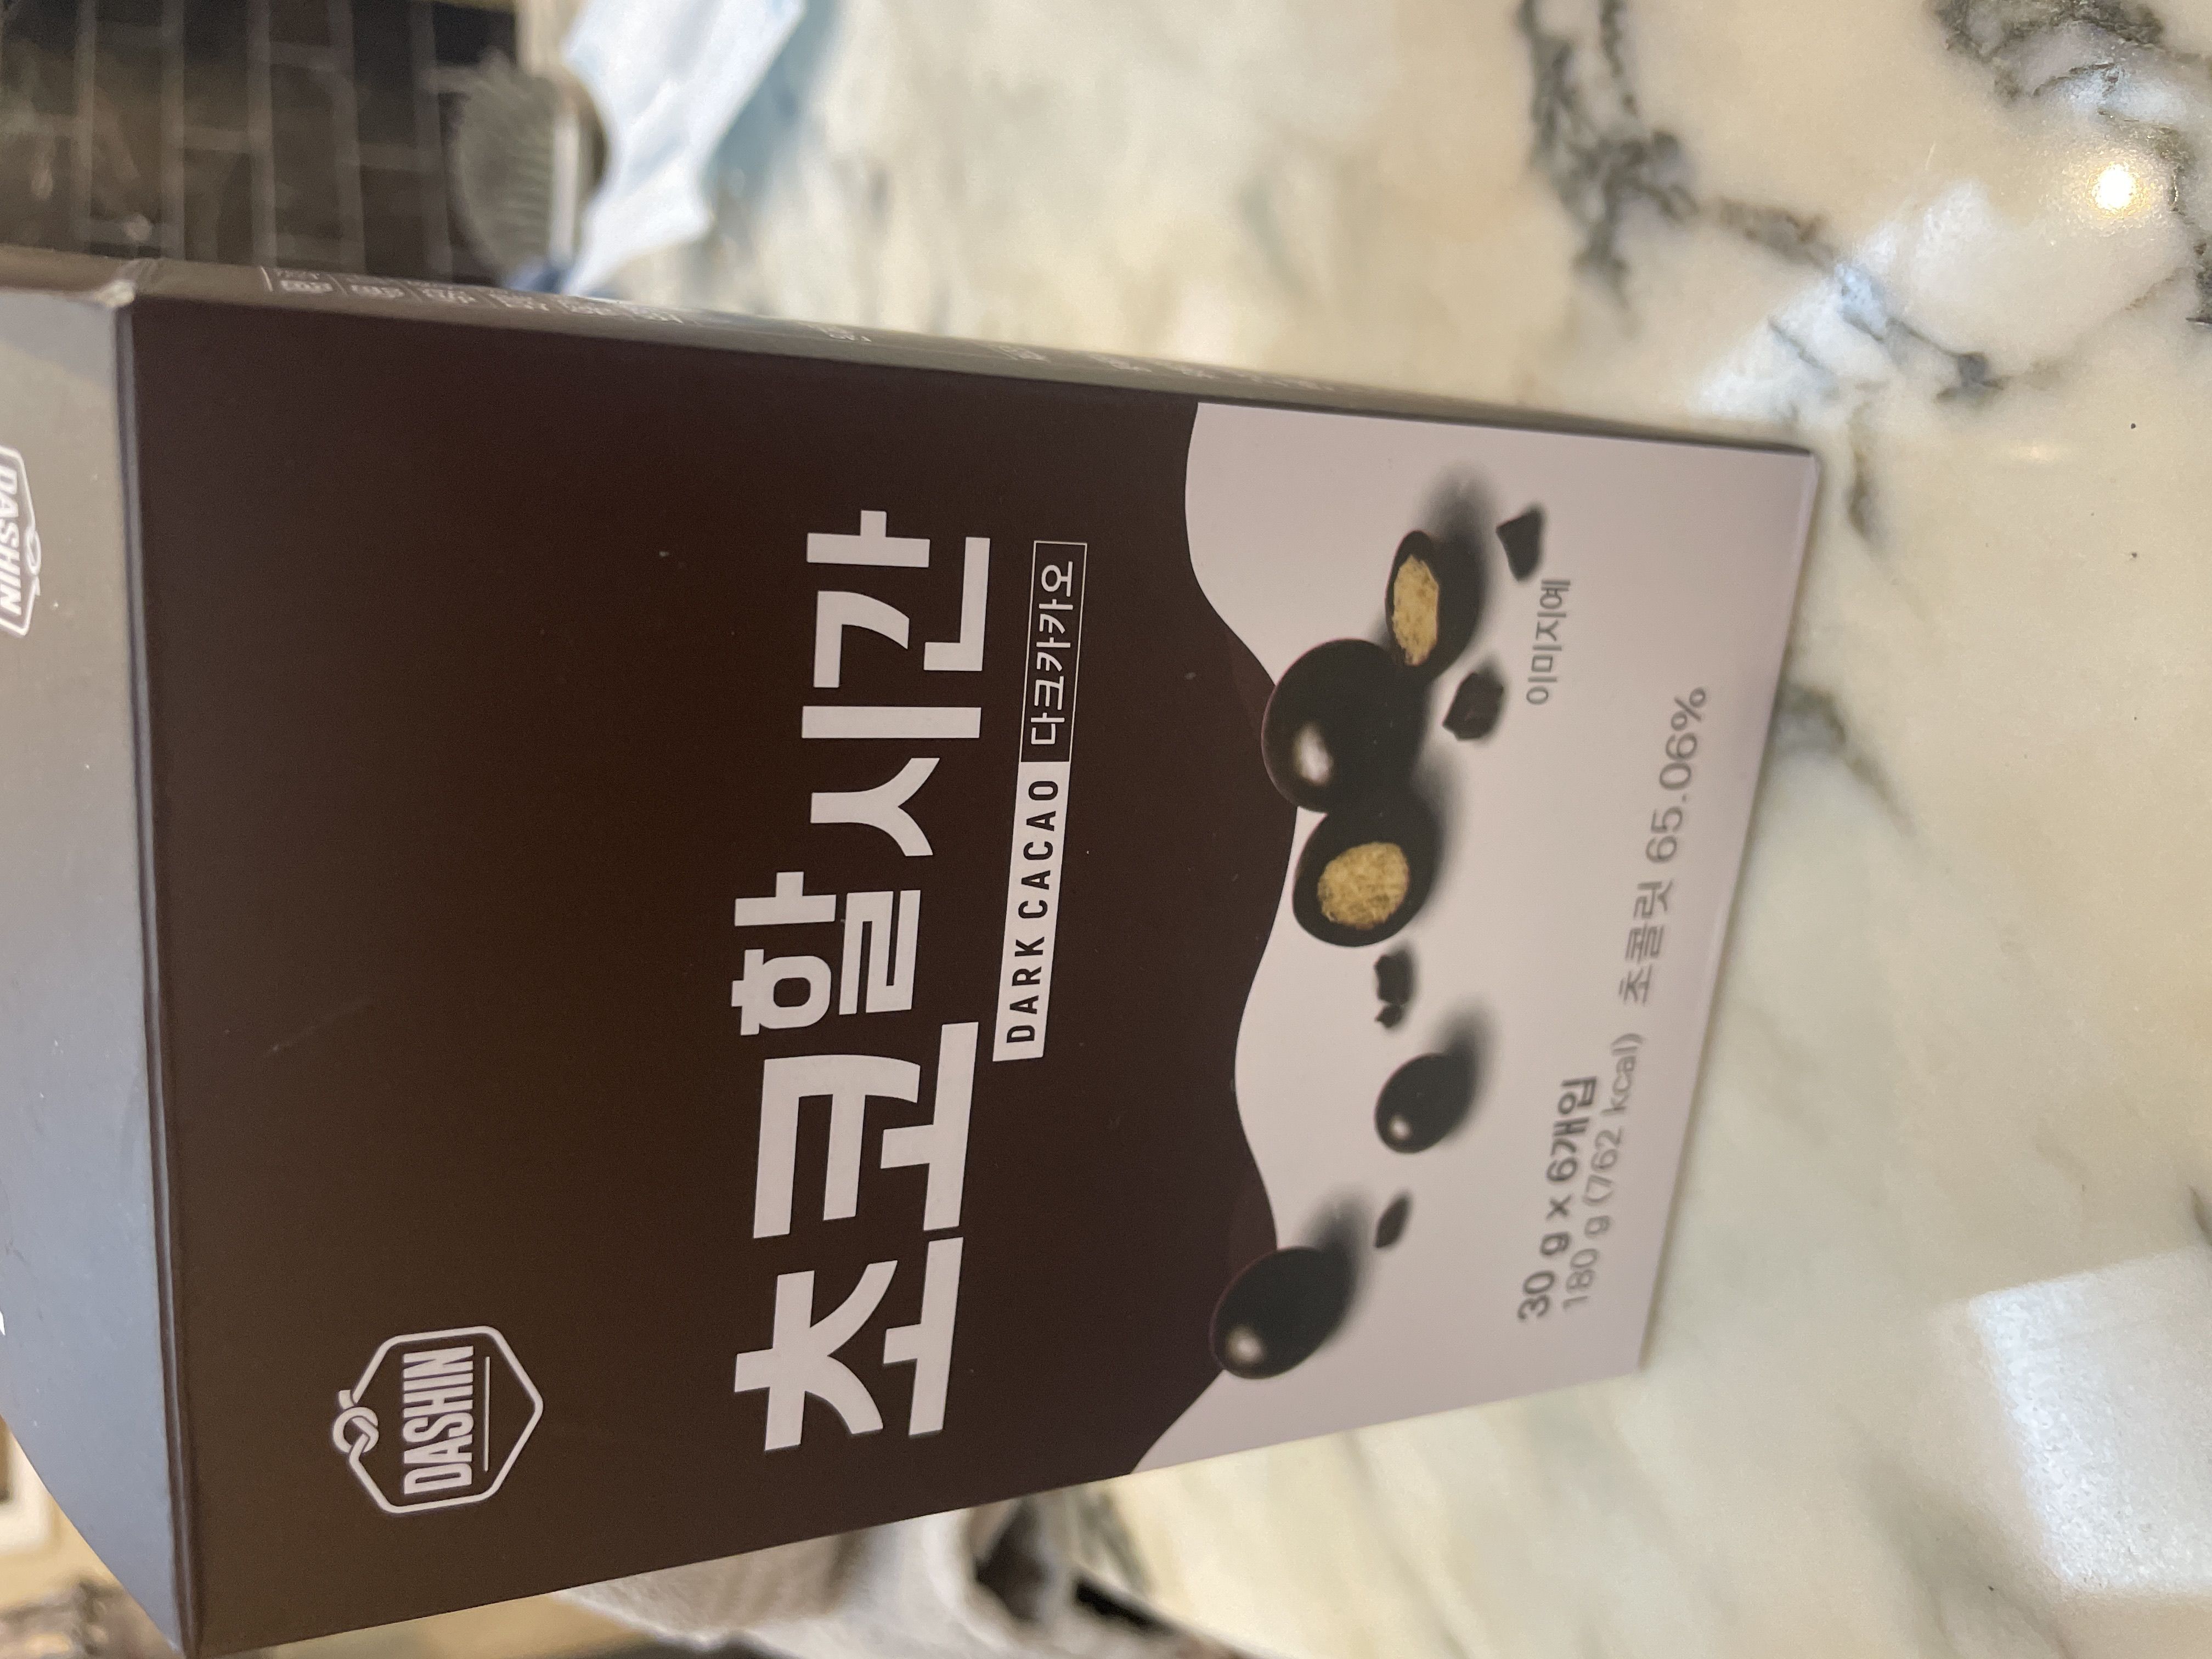 DASHIN
초코할시간
DARK CACAO 다크카카오
이미지예
30 g x 6개입
180 g (762 kcal) 초콜릿 65.06%
DASHIN